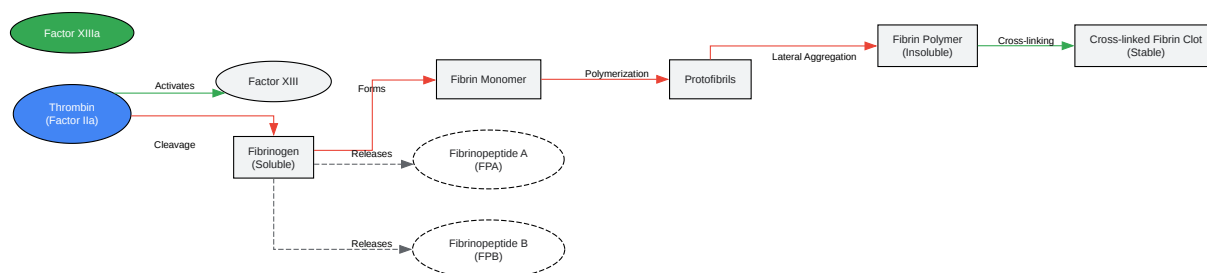 Factor XIIIa
Activates
Factor XIII
Thrombin
(Factor IIa)
Cleavage
Fibrinogen
(Soluble)
Forms
Fibrin Monomer
Polymerization
Protofibrils
Lateral Aggregation
Fibrin Polymer
(Insoluble)
Cross-linking
Cross-linked Fibrin Clot
(Stable)
Releases
Fibrinopeptide A
(FPA)
Releases
Fibrinopeptide B
(FPB)